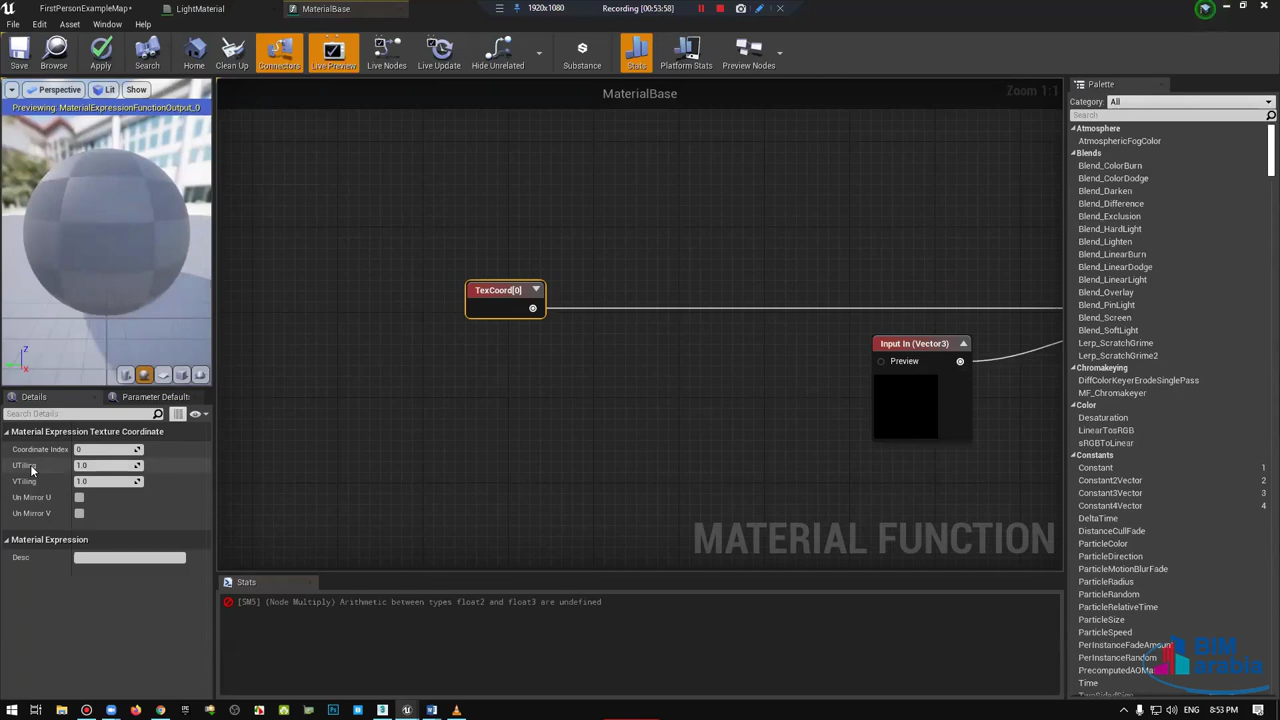 FirstPersonExampleMap*
LightMaterial
MaterialBase
1920x1080
Recording [00:53:58]
File
Edit
Asset
Window
Help
Save
Browse
Apply
Search
Home
Clean Up
Connectors
Live Preview
Live Nodes
Live Update
Hide Unrelated
Substance
Stats
Platform Stats
Preview Nodes
Perspective
Lit
Show
Previewing: MaterialExpressionFunctionOutput_0
MaterialBase
Zoom 1:1
Palette
Category: All
Search
Atmosphere
AtmosphericFogColor
Blends
Blend_ColorBurn
Blend_ColorDodge
Blend_Darken
Blend_Difference
Blend_Exclusion
Blend_HardLight
Blend_Lighten
Blend_LinearBurn
Blend_LinearDodge
Blend_LinearLight
Blend_Overlay
Blend_PinLight
Blend_Screen
Blend_SoftLight
Lerp_ScratchGrime
Lerp_ScratchGrime2
Chromakeying
DiffColorKeyerErodeSinglePass
MF_Chromakeyer
Color
Desaturation
LinearTosRGB
sRGBToLinear
Constants
Constant 1
Constant2Vector 2
Constant3Vector 3
Constant4Vector 4
DeltaTime
DistanceCullFade
ParticleColor
ParticleDirection
ParticleMotionBlurFade
ParticleRadius
ParticleRandom
ParticleRelativeTime
ParticleSize
ParticleSpeed
PerInstanceFadeAmount
PerInstanceRandom
Time
TexCoord[0]
Input In (Vector3)
Preview
MATERIAL FUNCTION
Z
X
Details
Parameter Defaults
Search Details
Material Expression Texture Coordinate
Coordinate Index 0
UTiling 1.0
VTiling 1.0
Un Mirror U
Un Mirror V
Material Expression
Desc
Stats
[SM5] (Node Multiply) Arithmetic between types float2 and float3 are undefined
BIM
arabia
ENG
8:53 PM